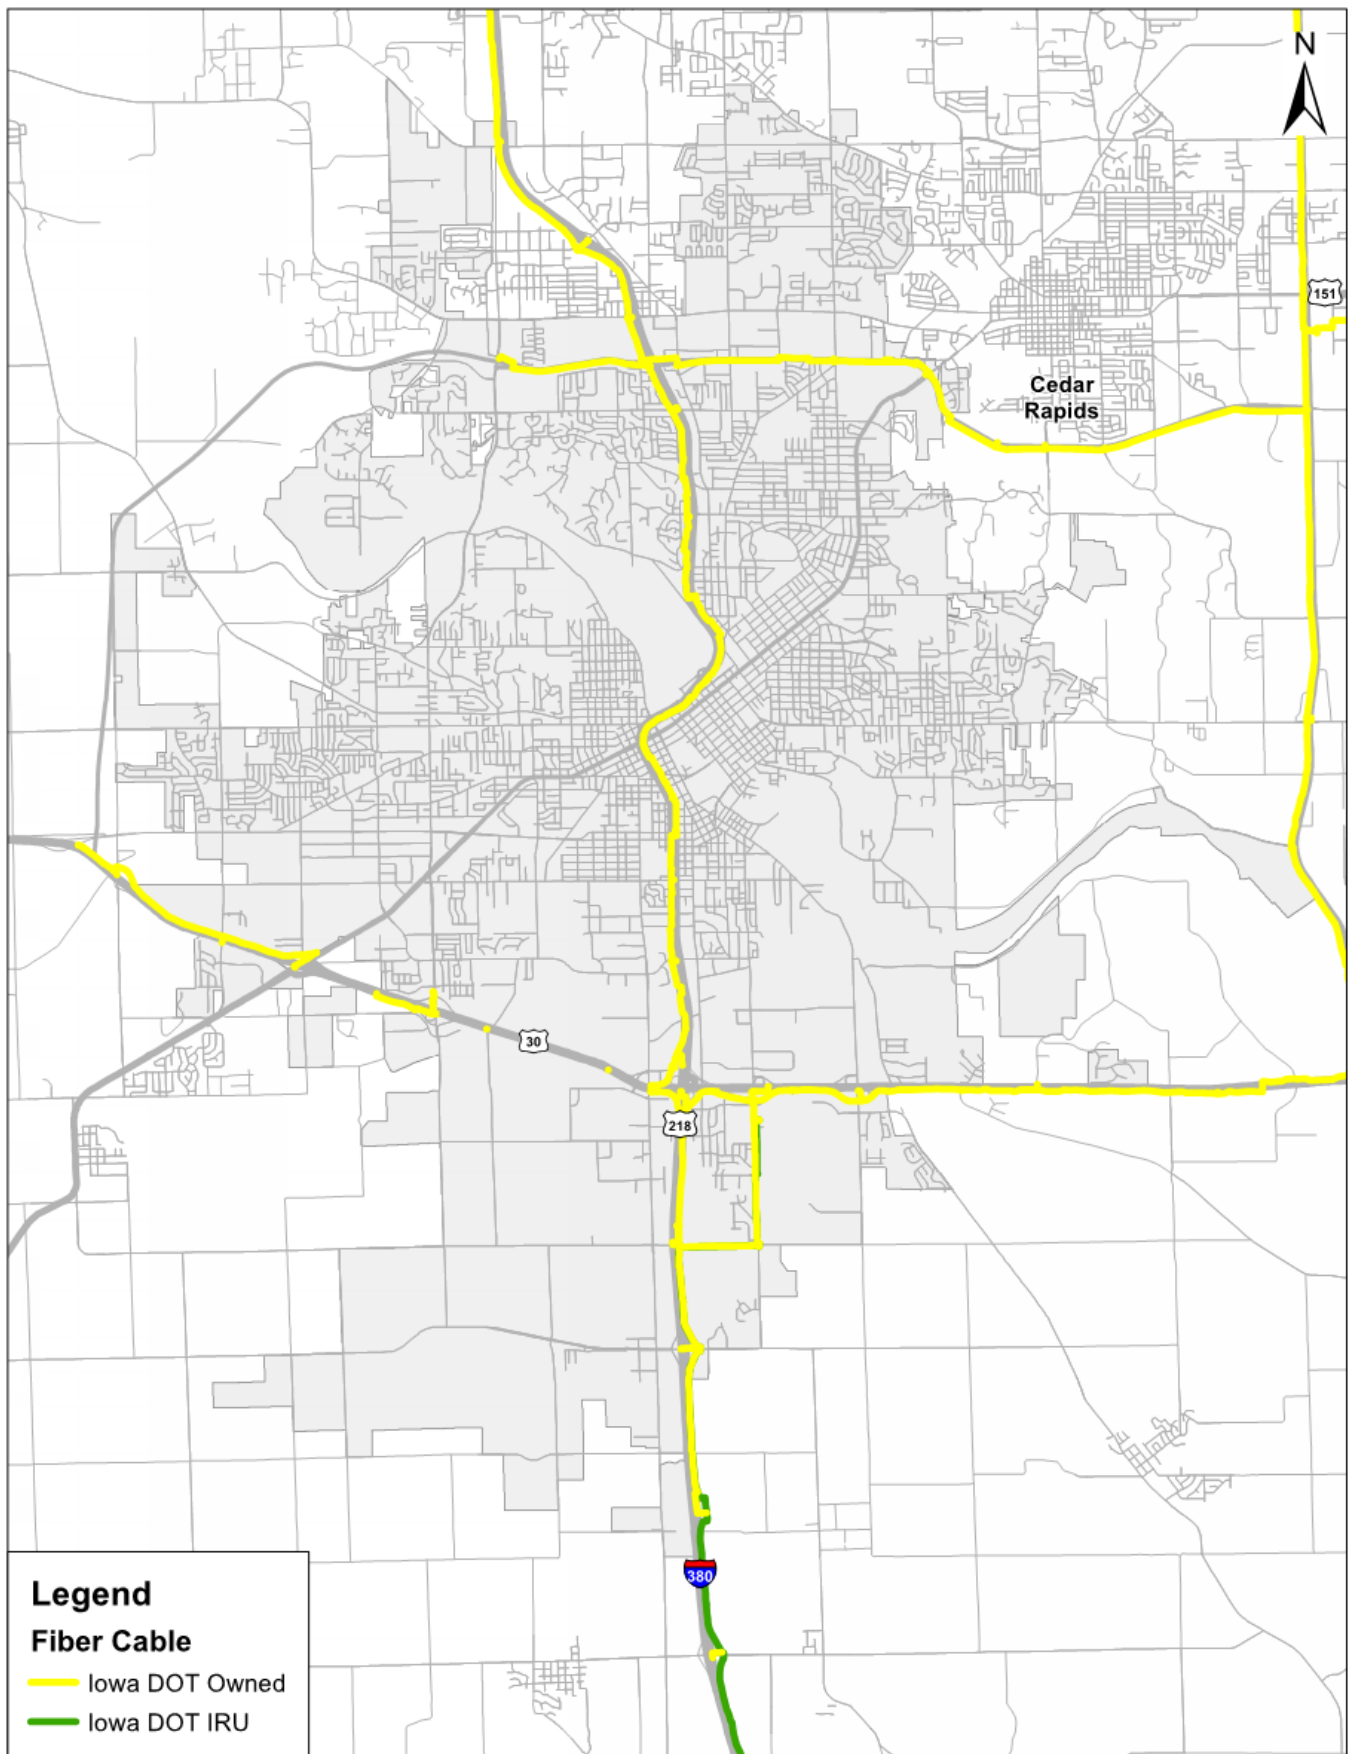 N
151
Cedar
Rapids
30
218
380
Legend
Fiber Cable
Iowa DOT Owned
Iowa DOT IRU